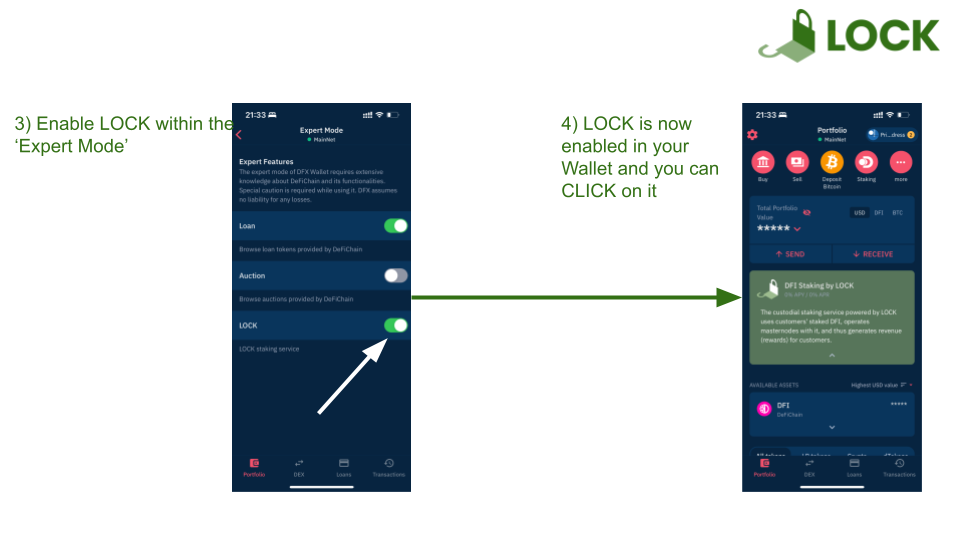 LOCK
3) Enable LOCK within the
‘Expert Mode’
21:33
Expert Mode
MainNet
Expert Features
The expert mode of DFX Wallet requires extensive
knowledge about DeFiChain and its functionalities.
Special caution is required while using it. DFX assumes
no liability for any losses.
Loan
Browse loan tokens provided by DeFiChain
Auction
Browse auctions provided by DeFiChain
LOCK
LOCK staking service
Portfolio DEX Loans Transactions
4) LOCK is now
enabled in your
Wallet and you can
CLICK on it
21:33
Portfolio
MainNet
Pri...dress 2
Buy Sell Deposit Bitcoin Staking more
Total Portfolio
Value
USD DFI BTC
*****
SEND RECEIVE
DFI Staking by LOCK
0% APY | 0% APR
The custodial staking service powered by LOCK
uses customers' staked DFI, operates
masternodes with it, and thus generates revenue
(rewards) for customers.
AVAILABLE ASSETS Highest USD value
DFI *****
DeFiChain
Portfolio DEX Loans Transactions